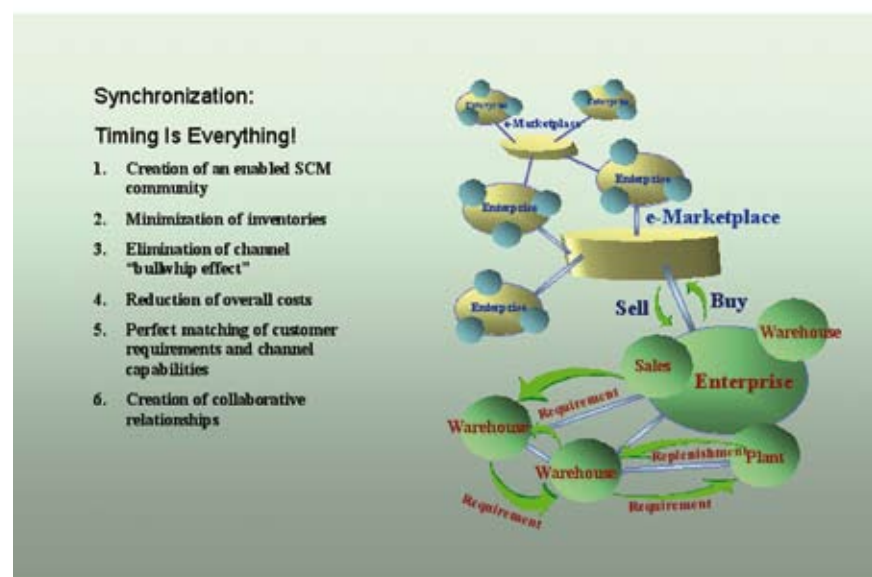 Synchronization:
Timing Is Everything!
1. Creation of an enabled SCM
community
2. Minimization of inventories
3. Elimination of channel
"bullwhip effect"
4. Reduction of overall costs
5. Perfect matching of customer
requirements and channel
capabilities
6. Creation of collaborative
relationships
Enterprise
Enterprise
e-Marketplace
Enterprise
Enterprise
e-Marketplace
Enterprise
Sell
Buy
Warehouse
Sales
Enterprise
Requirement
Warehouse
Replenishment
Plant
Warehouse
Requirement
Requirement